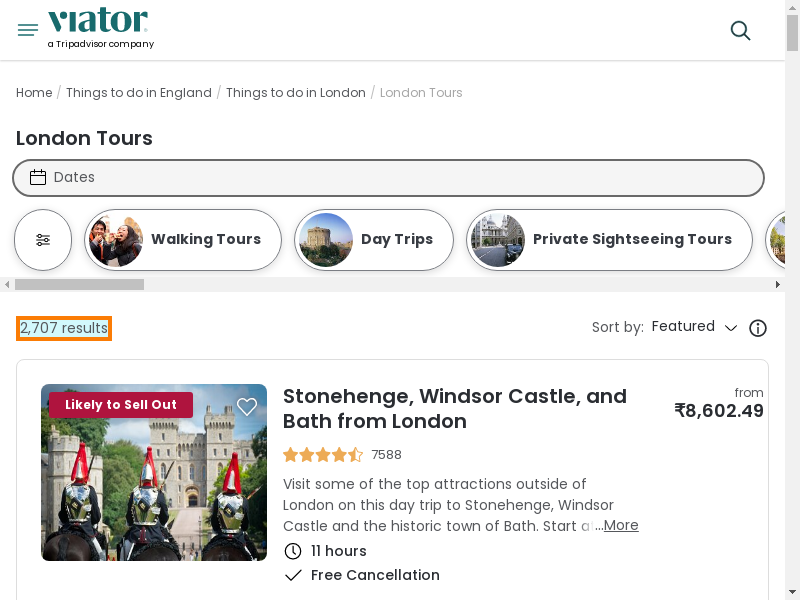 viator
a Tripadvisor company
Home / Things to do in England / Things to do in London / London Tours
London Tours
Dates
Walking Tours
Day Trips
Private Sightseeing Tours
2,707 results
Sort by: Featured
Likely to Sell Out
Stonehenge, Windsor Castle, and
Bath from London
from
₹8,602.49
7588
Visit some of the top attractions outside of
London on this day trip to Stonehenge, Windsor
Castle and the historic town of Bath. Start a...More
11 hours
Free Cancellation